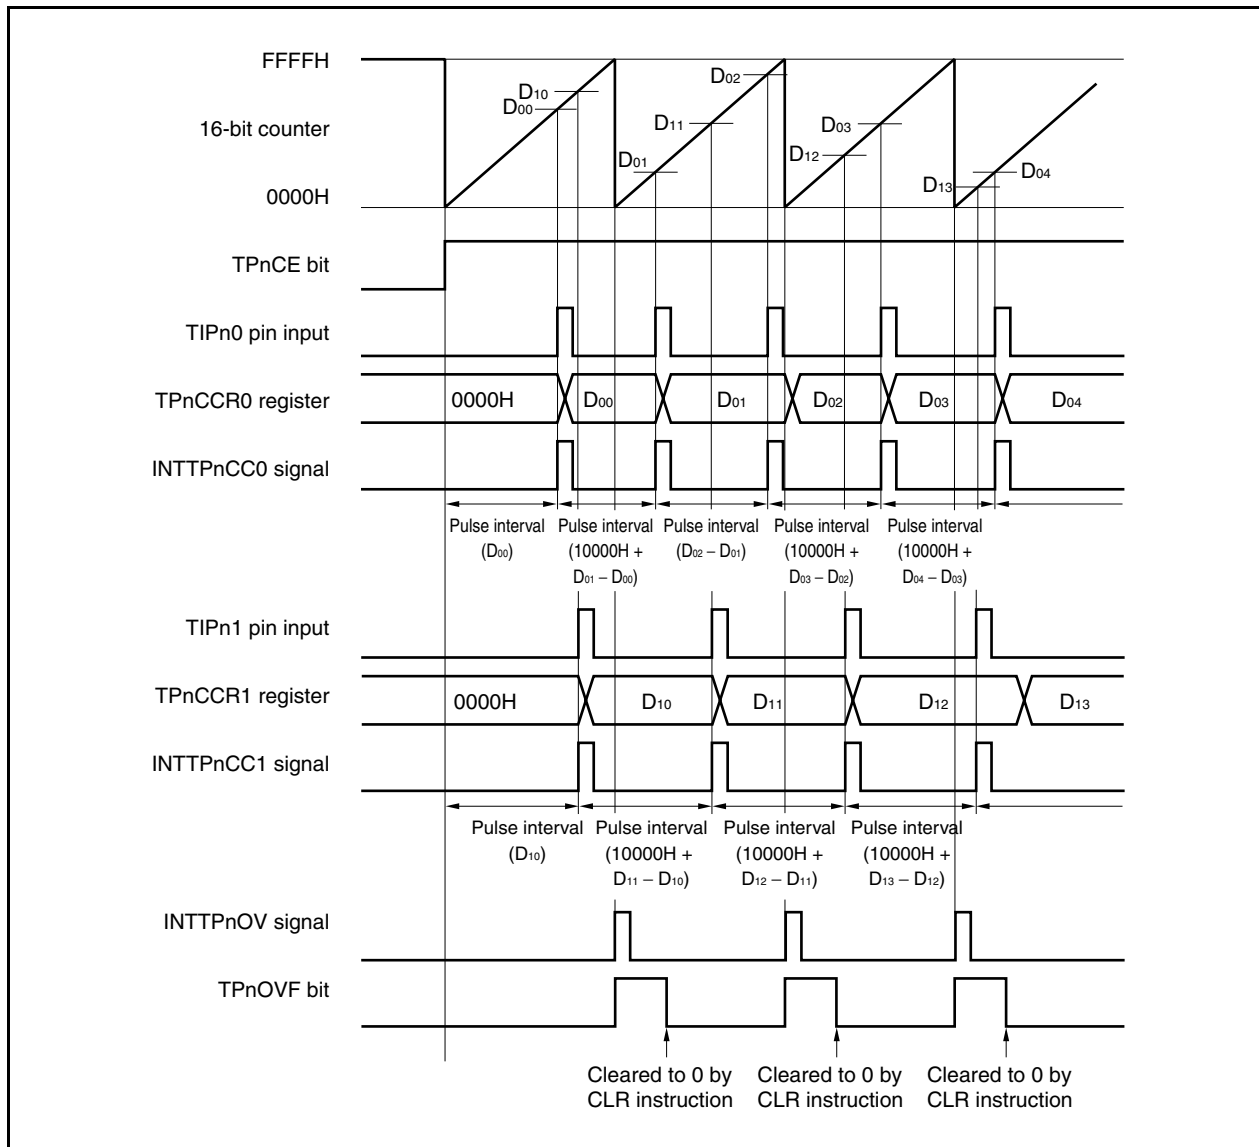 FFFFH
D10
D00
D02
16-bit counter
D11
D03
D01
D12
D13
D04
0000H
TPnCE bit
TIPn0 pin input
TPnCCR0 register
0000H
D00
D01
D02
D03
D04
INTTPnCC0 signal
Pulse interval
(D00)
Pulse interval
(10000H +
D01 – D00)
Pulse interval
(D02 – D01)
Pulse interval
(10000H +
D03 – D02)
Pulse interval
(10000H +
D04 – D03)
TIPn1 pin input
TPnCCR1 register
0000H
D10
D11
D12
D13
INTTPnCC1 signal
Pulse interval
(D10)
Pulse interval
(10000H +
D11 – D10)
Pulse interval
(10000H +
D12 – D11)
Pulse interval
(10000H +
D13 – D12)
INTTPnOV signal
TPnOVF bit
Cleared to 0 by
CLR instruction
Cleared to 0 by
CLR instruction
Cleared to 0 by
CLR instruction